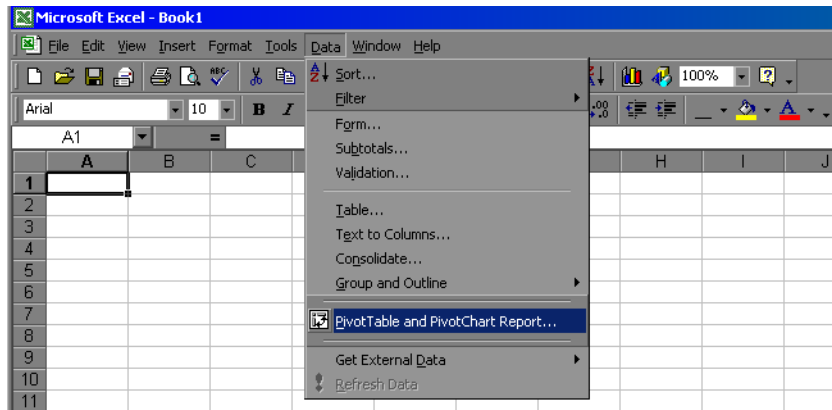 Microsoft Excel - Book1
File Edit View Insert Format Tools Data Window Help
100%
Arial 10 B I
A1 =
A B C H I J
1
2
3
4
5
6
7
8
9
10
11
Sort...
Filter
Form...
Subtotals...
Validation...
Table...
Text to Columns...
Consolidate...
Group and Outline
PivotTable and PivotChart Report...
Get External Data
Refresh Data